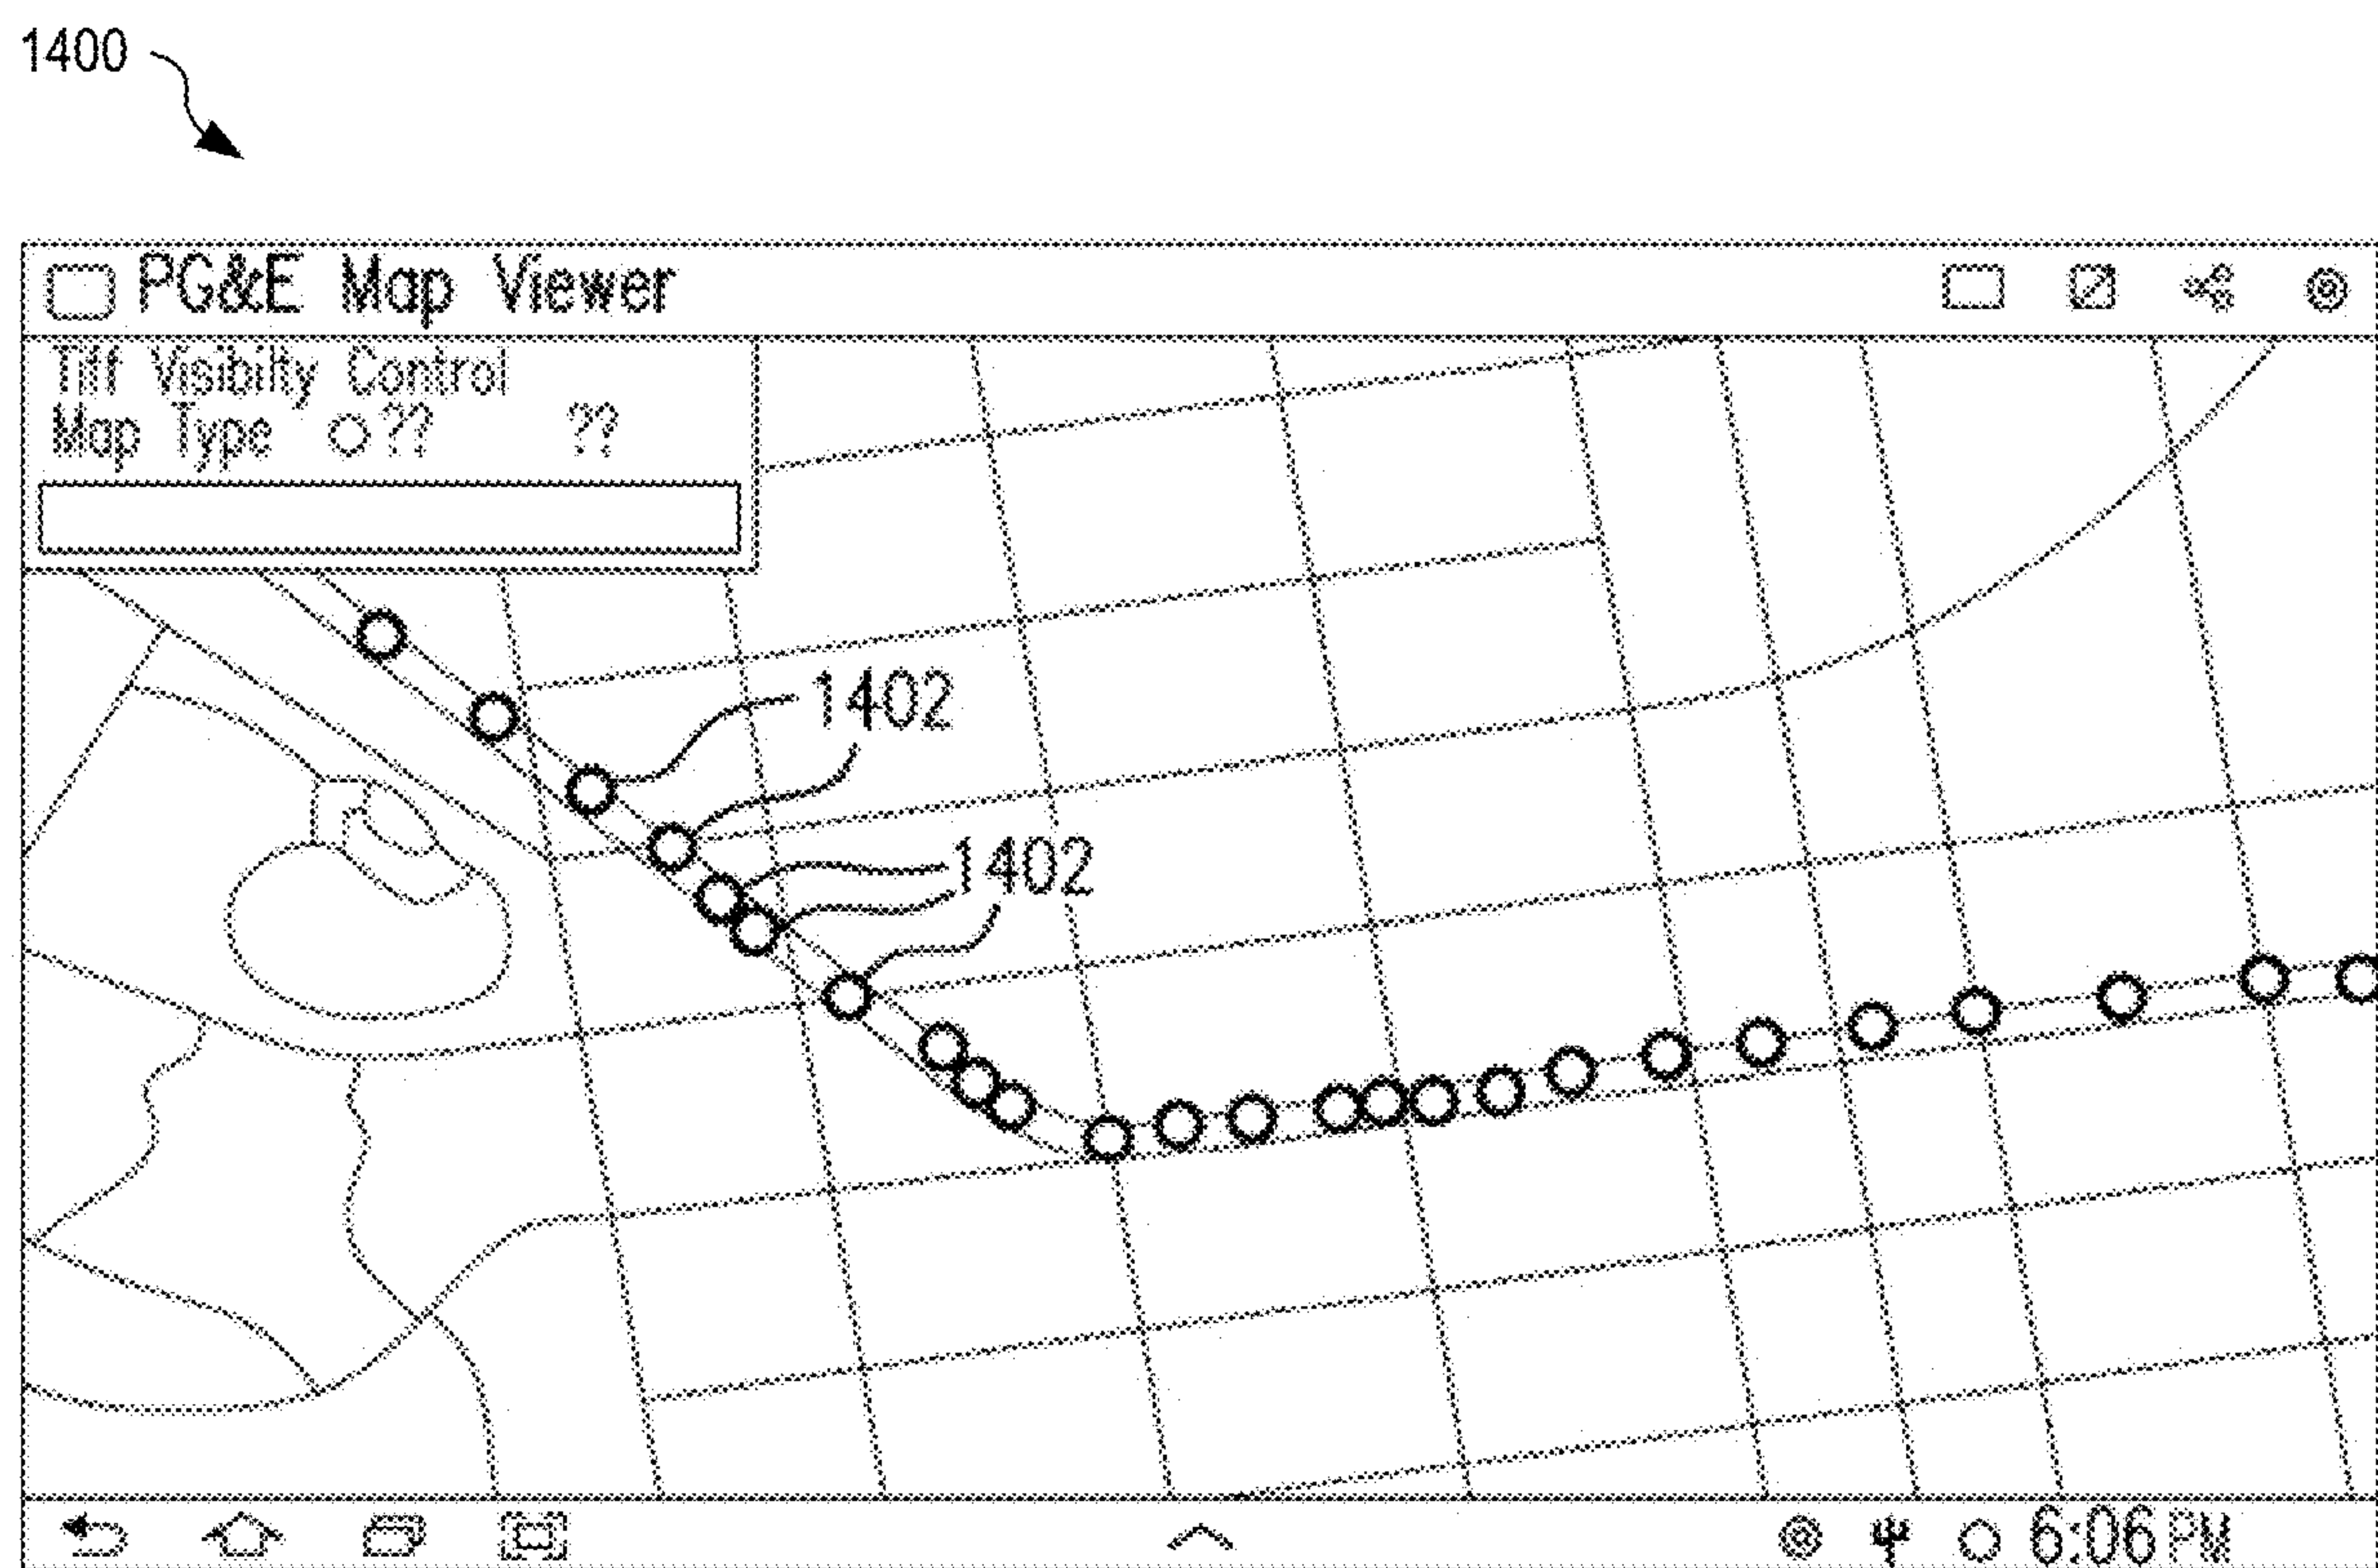 1400
PG&E Map Viewer
Tiff Visibilty Control
Map Type ?? ??
1402
1402
6:06 PM